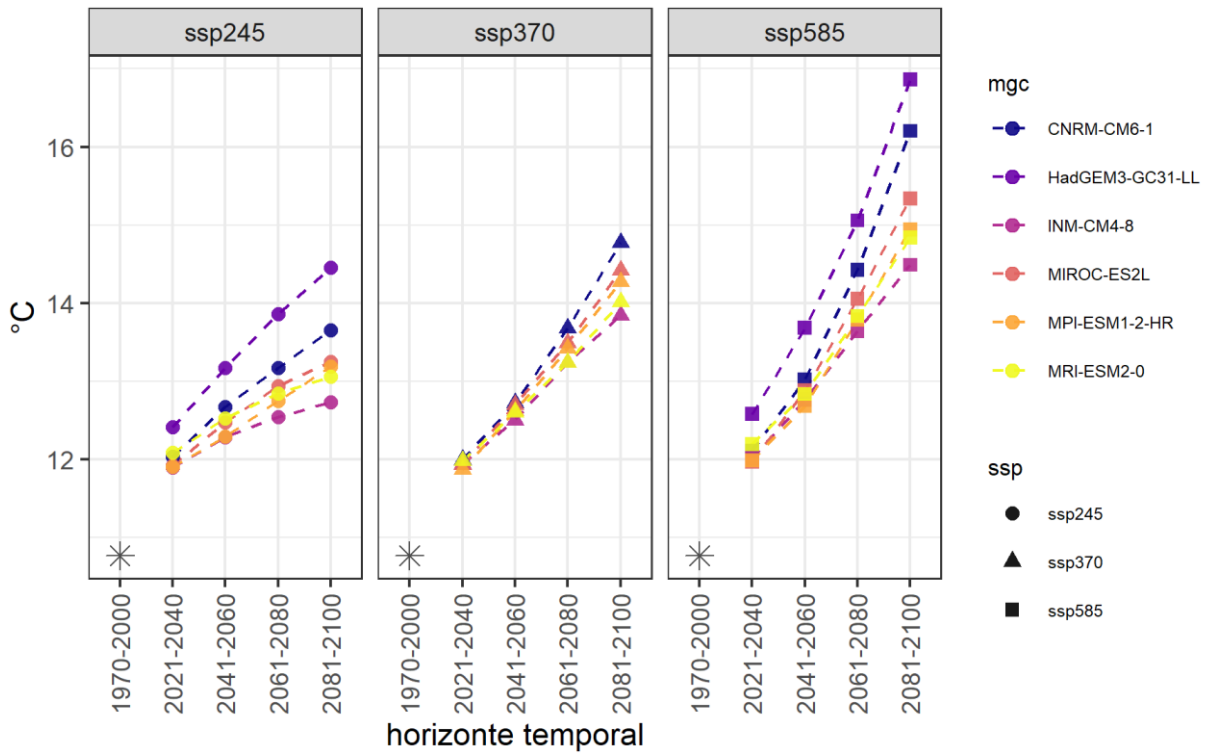 ssp245 ssp370 ssp585
16
14
12
°C
1970-2000 2021-2040 2041-2060 2061-2080 2081-2100 1970-2000 2021-2040 2041-2060 2061-2080 2081-2100 1970-2000 2021-2040 2041-2060 2061-2080 2081-2100
horizonte temporal
mgc
CNRM-CM6-1
HadGEM3-GC31-LL
INM-CM4-8
MIROC-ES2L
MPI-ESM1-2-HR
MRI-ESM2-0
ssp
ssp245
ssp370
ssp585